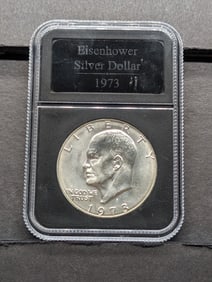 Eisenhower
Silver Dollar
1973
LIBERTY
IN GOD WE
TRUST
1973